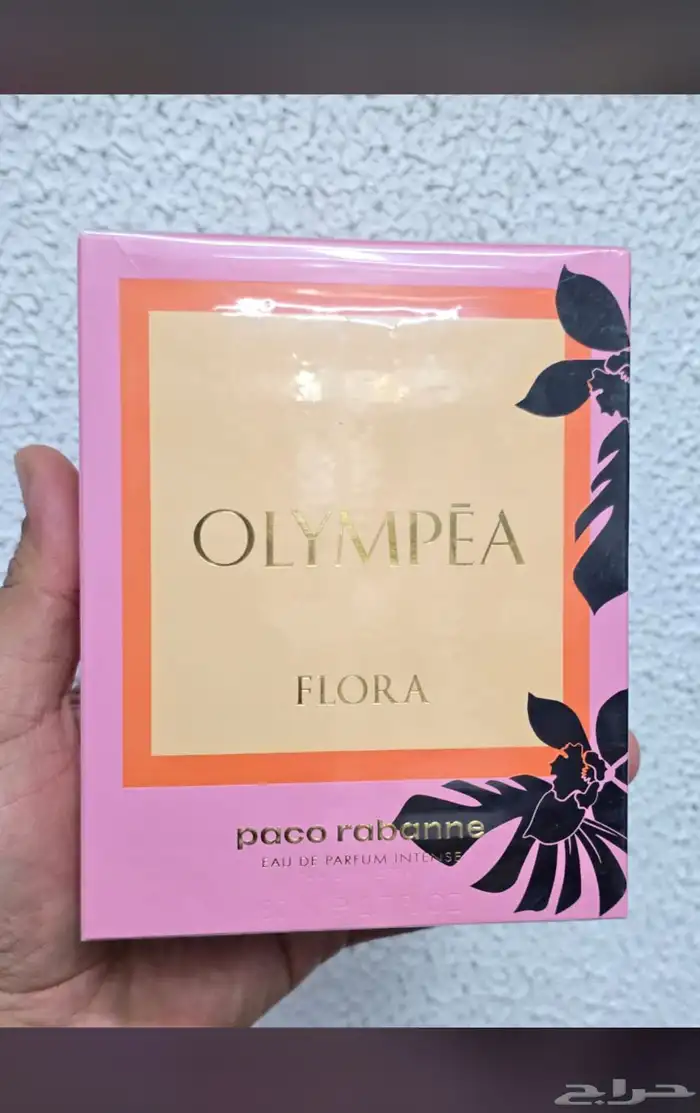 OLYMPĒA
FLORA
paco rabanne
EAU DE PARFUM INTENSE
حراج